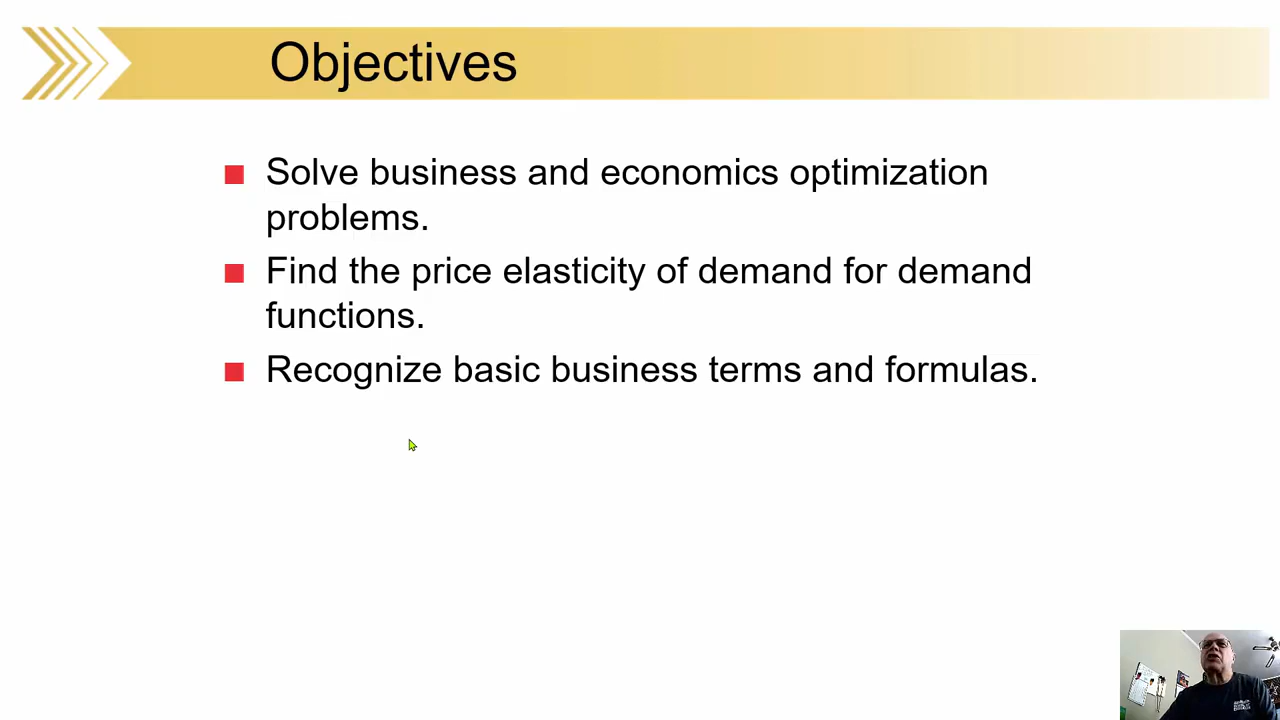 Objectives
Solve business and economics optimization
problems.
Find the price elasticity of demand for demand
functions.
Recognize basic business terms and formulas.